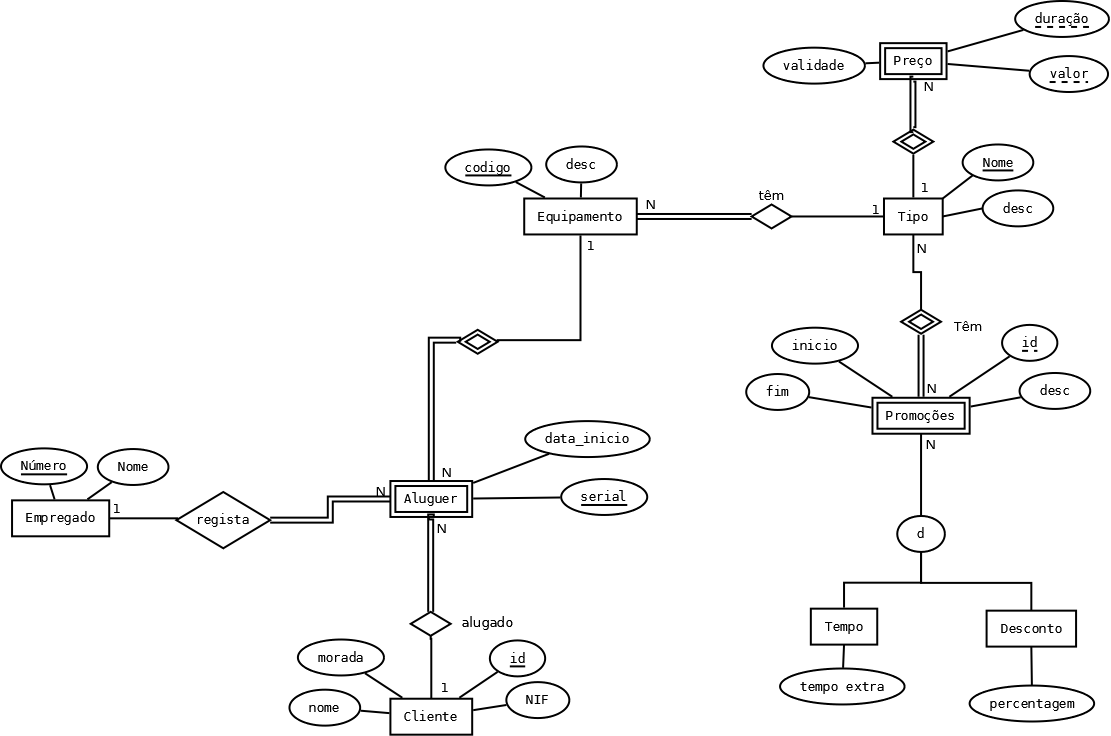 duração
Preço
validade
valor
N
Nome
codigo
desc
1
têm
N
desc
Equipamento
1
Tipo
1
N
Têm
id
inicio
N
fim
desc
Promoções
data_inicio
N
N
Número
Nome
N
serial
Aluguer
1
Empregado
regista
N
d
alugado
Tempo
Desconto
morada
id
1
tempo extra
nome
NIF
percentagem
Cliente